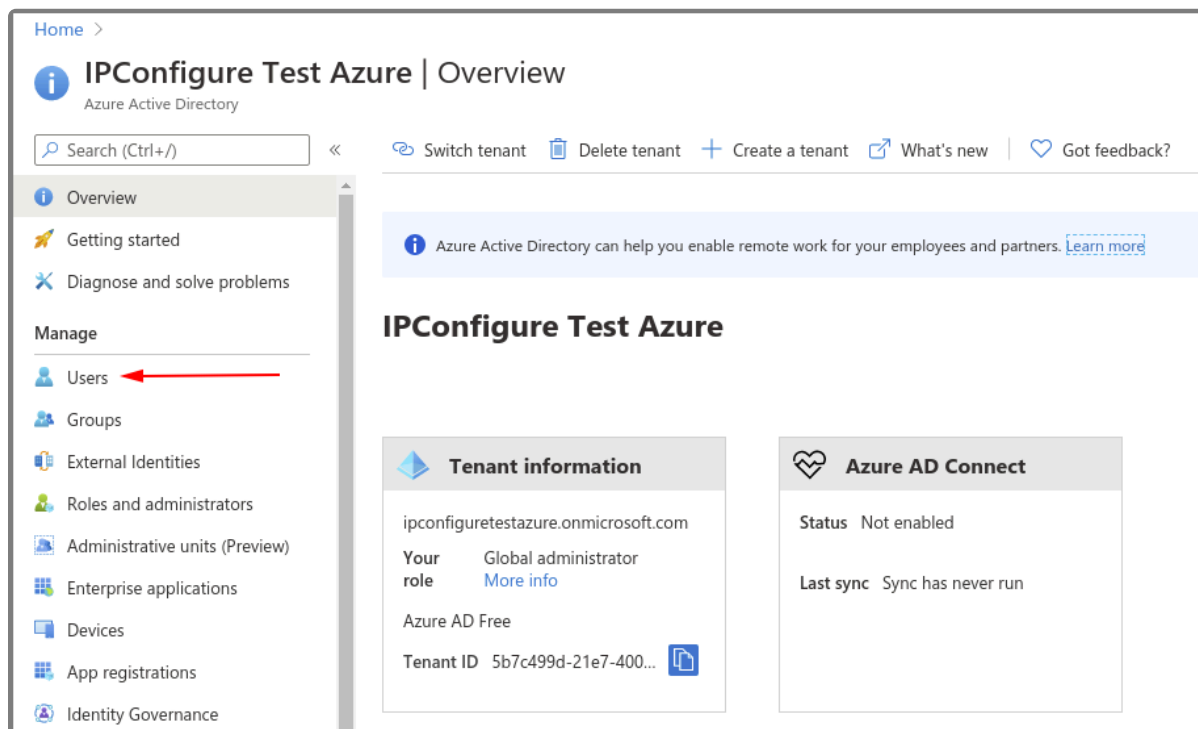 Home >
IPConfigure Test Azure | Overview
Azure Active Directory
Search (Ctrl+/)
«
Switch tenant
Delete tenant
Create a tenant
What's new
Got feedback?
Overview
Getting started
Diagnose and solve problems
Manage
Users
Groups
External Identities
Roles and administrators
Administrative units (Preview)
Enterprise applications
Devices
App registrations
Identity Governance
Azure Active Directory can help you enable remote work for your employees and partners. Learn more
IPConfigure Test Azure
Tenant information
ipconfiguretestazure.onmicrosoft.com
Your role Global administrator
More info
Azure AD Free
Tenant ID 5b7c499d-21e7-400...
Azure AD Connect
Status Not enabled
Last sync Sync has never run